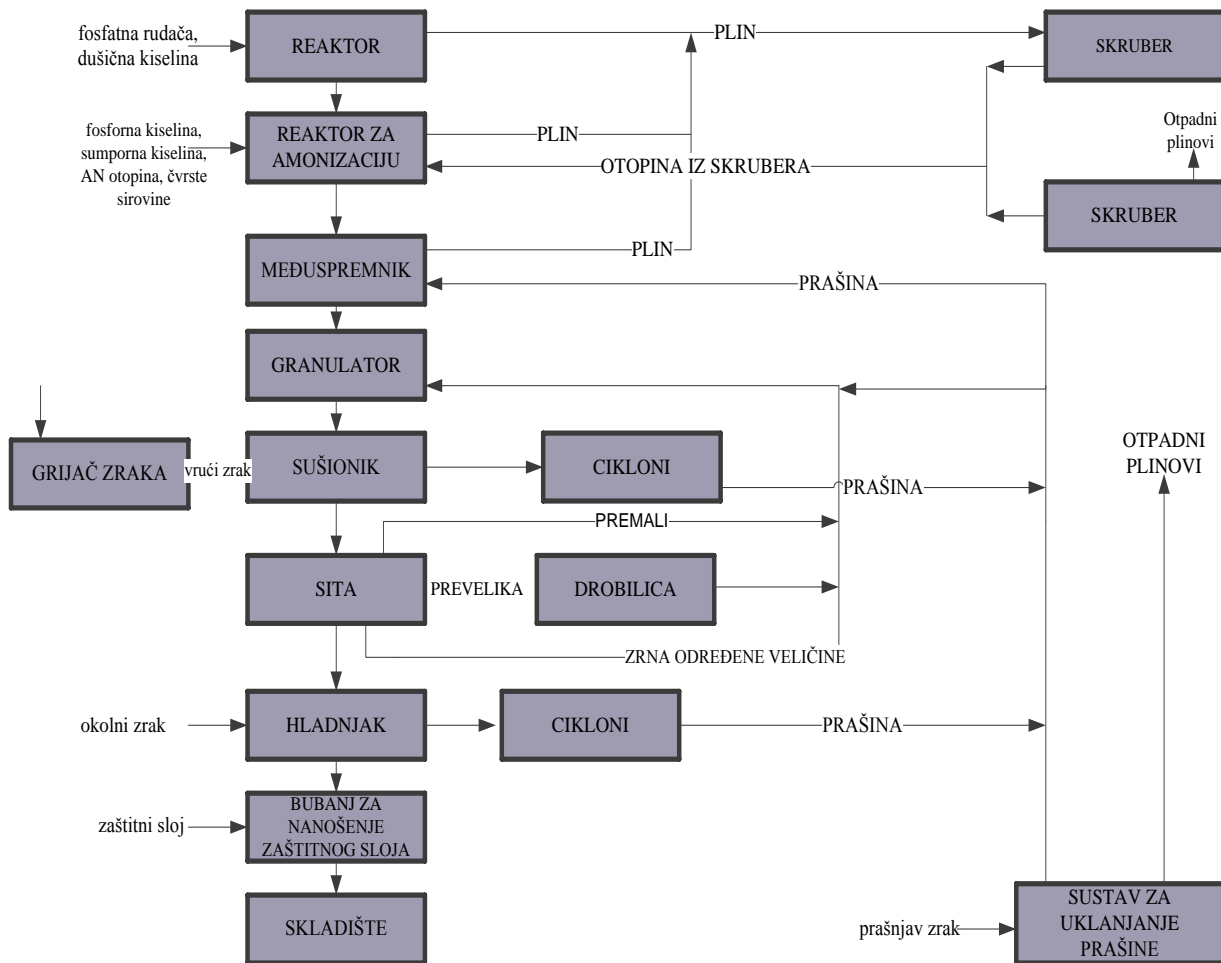 fosfatna rudača,
dušična kiselina
REAKTOR
PLIN
SKRUBER
fosforna kiselina,
sumporna kiselina,
AN otopina, čvrste
sirovine
REAKTOR ZA
AMONIZACIJU
PLIN
OTOPINA IZ SKRUBERA
Otpadni
plinovi
SKRUBER
MEĐUSPREMNIK
PLIN
PRAŠINA
GRANULATOR
GRIJAČ ZRAKA
vrući zrak
SUŠIONIK
CIKLONI
PRAŠINA
OTPADNI
PLINOVI
PREMALI
SITA
PREVELIKA
DROBILICA
ZRNA ODREĐENE VELIČINE
okolni zrak
HLADNJAK
CIKLONI
PRAŠINA
zaštitni sloj
BUBANJ ZA
NANOŠENJE
ZAŠTITNOG SLOJA
SKLADIŠTE
prašnjav zrak
SUSTAV ZA
UKLANJANJE
PRAŠINE